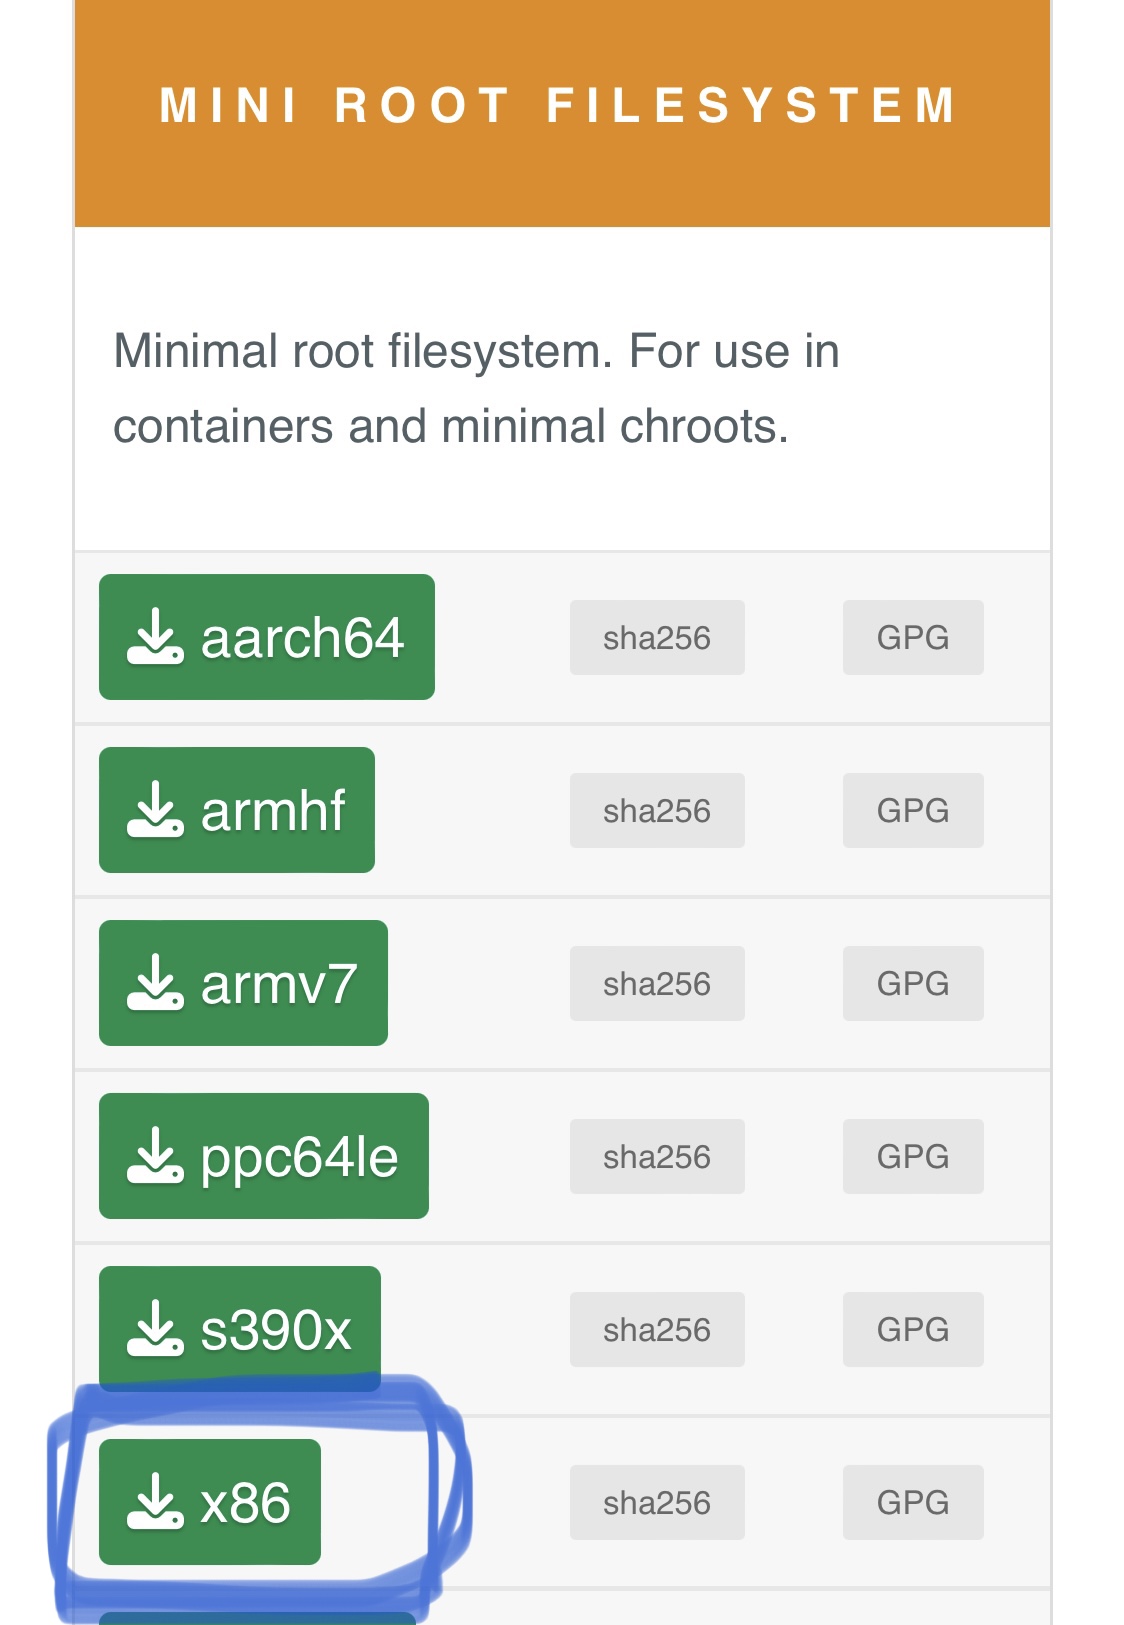 MINI ROOT FILESYSTEM
Minimal root filesystem. For use in
containers and minimal chroots.
aarch64 sha256 GPG
armhf sha256 GPG
armv7 sha256 GPG
ppc64le sha256 GPG
s390x sha256 GPG
x86 sha256 GPG